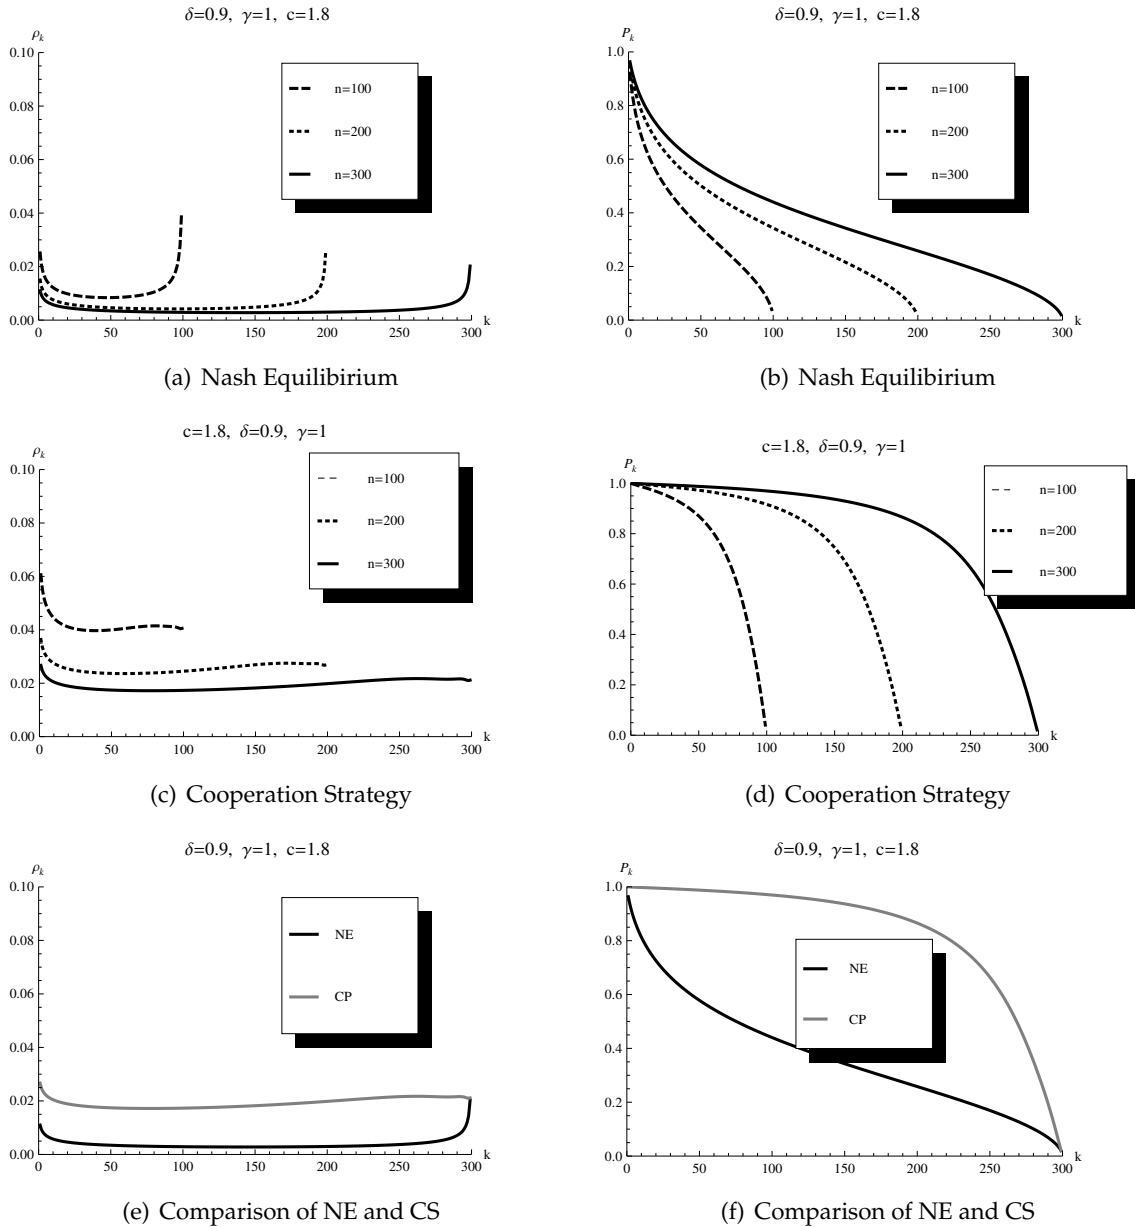 δ=0.9, γ=1, c=1.8
ρk
0.10
0.08
0.06
0.04
0.02
0.00
0 50 100 150 200 250 300 k
n=100
n=200
n=300
(a) Nash Equilibirium
δ=0.9, γ=1, c=1.8
Pk
1.0
0.8
0.6
0.4
0.2
0.0
0 50 100 150 200 250 300 k
n=100
n=200
n=300
(b) Nash Equilibirium
c=1.8, δ=0.9, γ=1
ρk
0.10
0.08
0.06
0.04
0.02
0.00
0 50 100 150 200 250 300 k
n=100
n=200
n=300
(c) Cooperation Strategy
c=1.8, δ=0.9, γ=1
Pk
1.0
0.8
0.6
0.4
0.2
0.0
0 50 100 150 200 250 300 k
n=100
n=200
n=300
(d) Cooperation Strategy
δ=0.9, γ=1, c=1.8
ρk
0.10
0.08
0.06
0.04
0.02
0.00
0 50 100 150 200 250 300 k
NE
CP
(e) Comparison of NE and CS
δ=0.9, γ=1, c=1.8
Pk
1.0
0.8
0.6
0.4
0.2
0.0
0 50 100 150 200 250 300 k
NE
CP
(f) Comparison of NE and CS